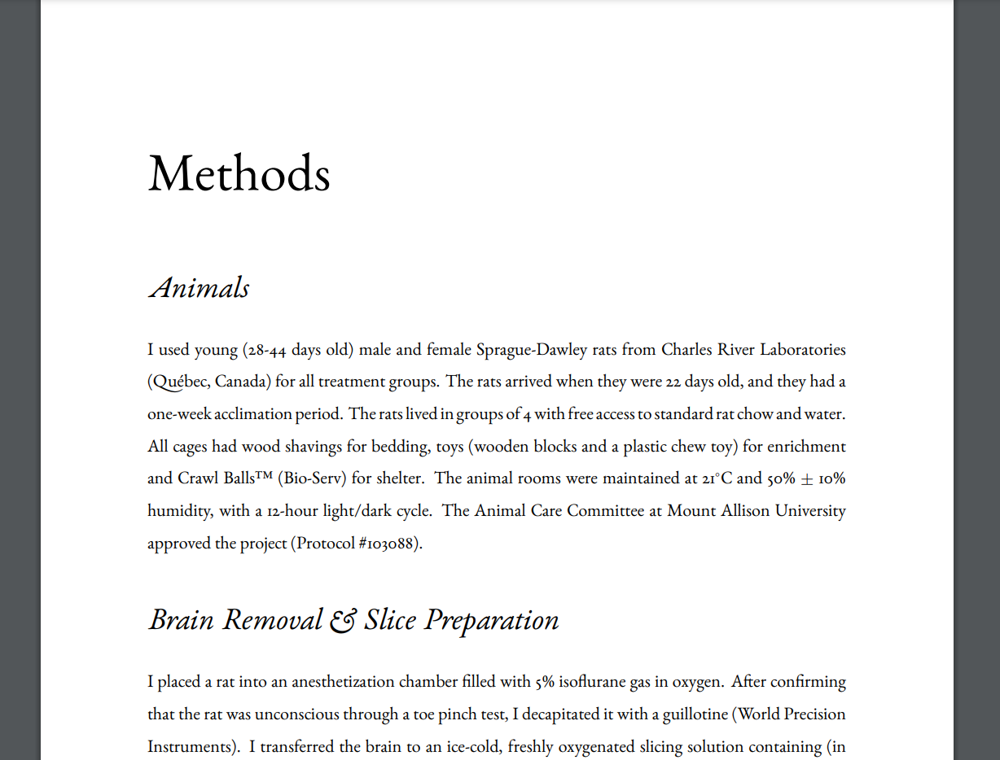 Methods
Animals
I used young (28-44 days old) male and female Sprague-Dawley rats from Charles River Laboratories
(Québec, Canada) for all treatment groups. The rats arrived when they were 22 days old, and they had a
one-week acclimation period. The rats lived in groups of 4 with free access to standard rat chow and water.
All cages had wood shavings for bedding, toys (wooden blocks and a plastic chew toy) for enrichment
and Crawl Balls™ (Bio-Serv) for shelter. The animal rooms were maintained at 21°C and 50% ± 10%
humidity, with a 12-hour light/dark cycle. The Animal Care Committee at Mount Allison University
approved the project (Protocol #103088).
Brain Removal & Slice Preparation
I placed a rat into an anesthetization chamber filled with 5% isoflurane gas in oxygen. After confirming
that the rat was unconscious through a toe pinch test, I decapitated it with a guillotine (World Precision
Instruments). I transferred the brain to an ice-cold, freshly oxygenated slicing solution containing (in